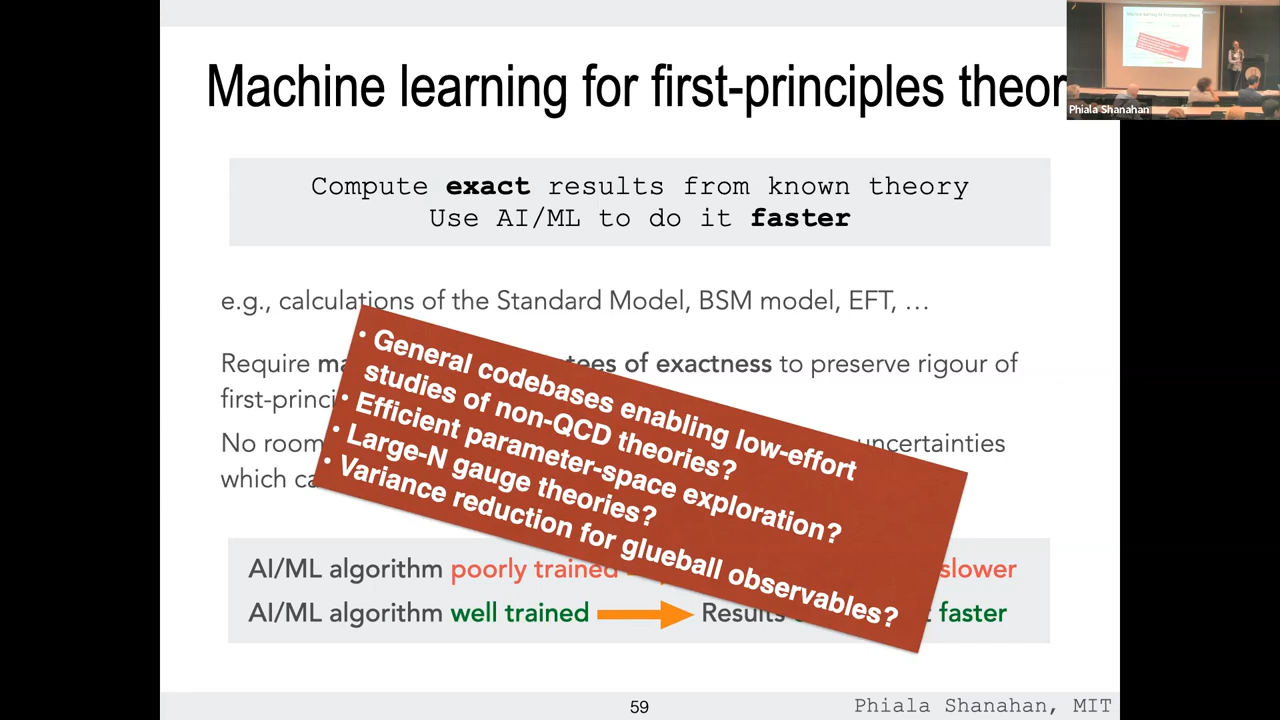 Machine learning for first-principles theor
Phiala Shanahan
Compute exact results from known theory
Use AI/ML to do it faster
e.g., calculations of the Standard Model, BSM model, EFT, …
Require ma tees of exactness to preserve rigour of
first-princi
No room uncertainties
which ca
• General codebases enabling low-effort
studies of non-QCD theories?
• Efficient parameter-space exploration?
• Large-N gauge theories?
• Variance reduction for glueball observables?
AI/ML algorithm poorly trained slower
AI/ML algorithm well trained Results faster
59
Phiala Shanahan, MIT